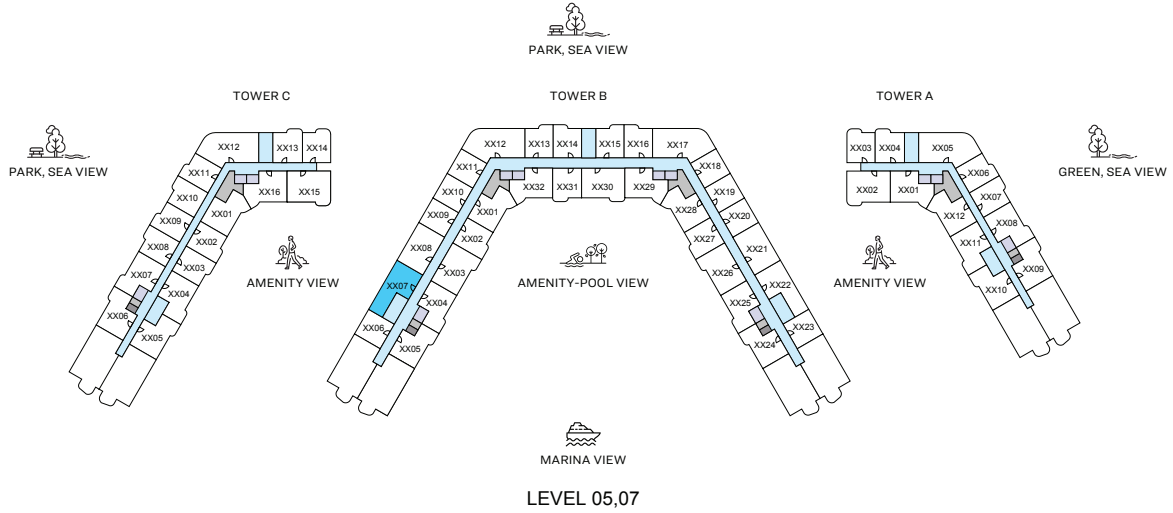 PARK, SEA VIEW
TOWER C
TOWER B
TOWER A
PARK, SEA VIEW
GREEN, SEA VIEW
XX12
XX13
XX14
XX11
XX16
XX15
XX10
XX01
XX09
XX02
XX08
XX03
XX07
XX04
XX06
XX05
AMENITY VIEW
XX12
XX13
XX14
XX15
XX16
XX17
XX11
XX32
XX31
XX30
XX29
XX18
XX10
XX01
XX28
XX19
XX09
XX02
XX27
XX20
XX08
XX03
XX26
XX21
XX07
XX04
XX25
XX22
XX06
XX05
XX24
XX23
AMENITY-POOL VIEW
XX03
XX04
XX05
XX02
XX01
XX06
XX12
XX07
XX11
XX08
XX10
XX09
AMENITY VIEW
MARINA VIEW
LEVEL 05,07